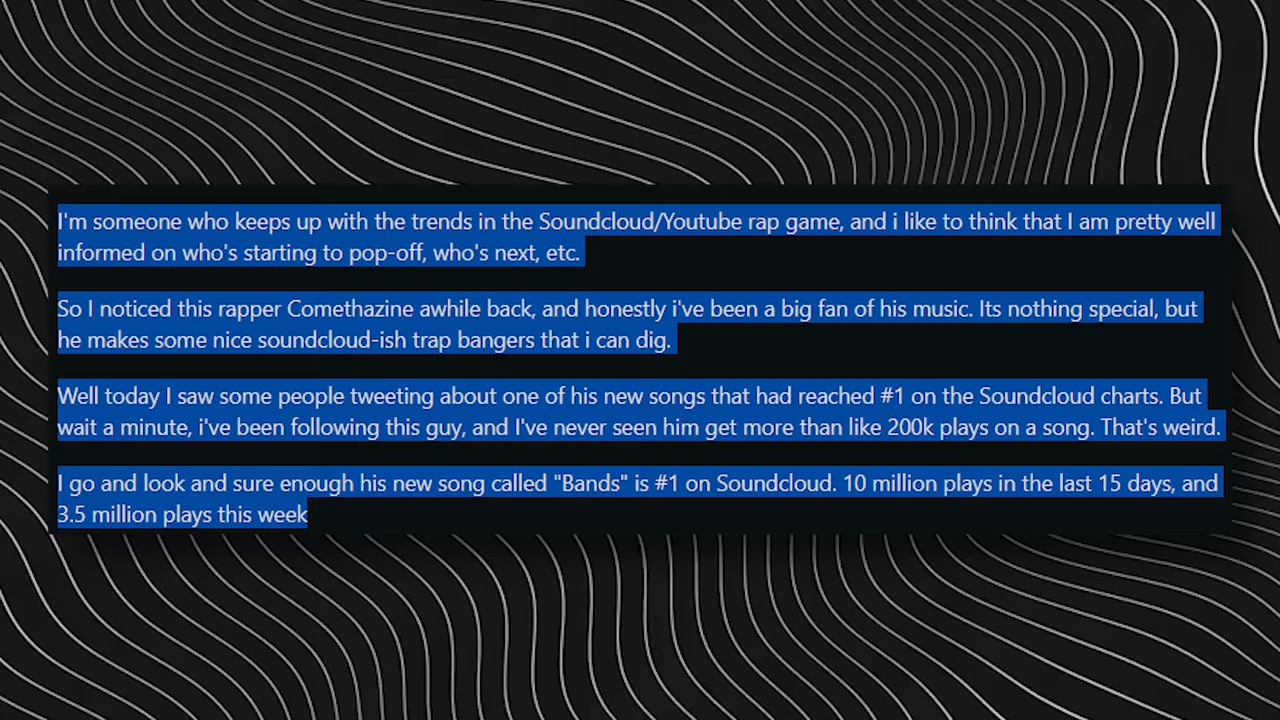 I'm someone who keeps up with the trends in the Soundcloud/Youtube rap game, and i like to think that I am pretty well
informed on who's starting to pop-off, who's next, etc.
So I noticed this rapper Comethazine awhile back, and honestly i've been a big fan of his music. Its nothing special, but
he makes some nice soundcloud-ish trap bangers that i can dig.
Well today I saw some people tweeting about one of his new songs that had reached #1 on the Soundcloud charts. But
wait a minute, i've been following this guy, and I've never seen him get more than like 200k plays on a song. That's weird.
I go and look and sure enough his new song called "Bands" is #1 on Soundcloud. 10 million plays in the last 15 days, and
3.5 million plays this week